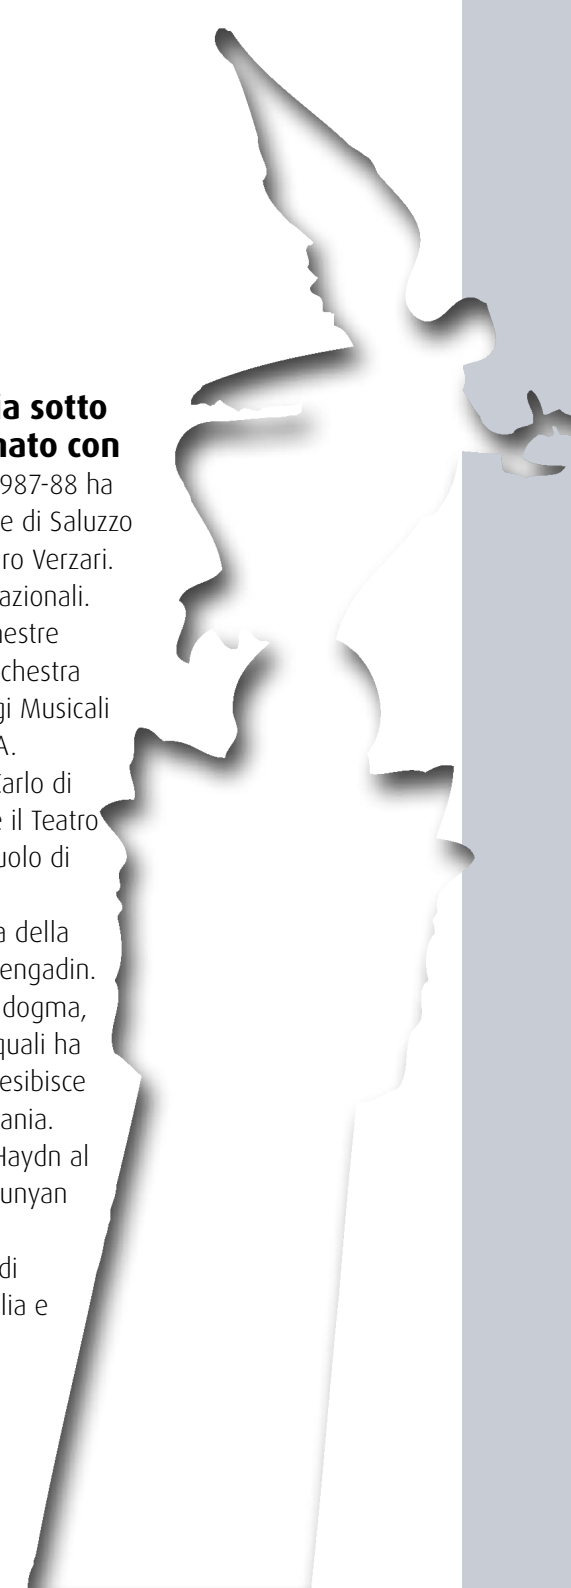 ia sotto
nato con
987-88 ha
e di Saluzzo
ro Verzari.
azionali.
nestre
chestra
gi Musicali
A.
Carlo di
e il Teatro
uolo di
a della
engadin.
dogma,
quali ha
esibisce
ania.
Haydn al
unyan
di
lia e